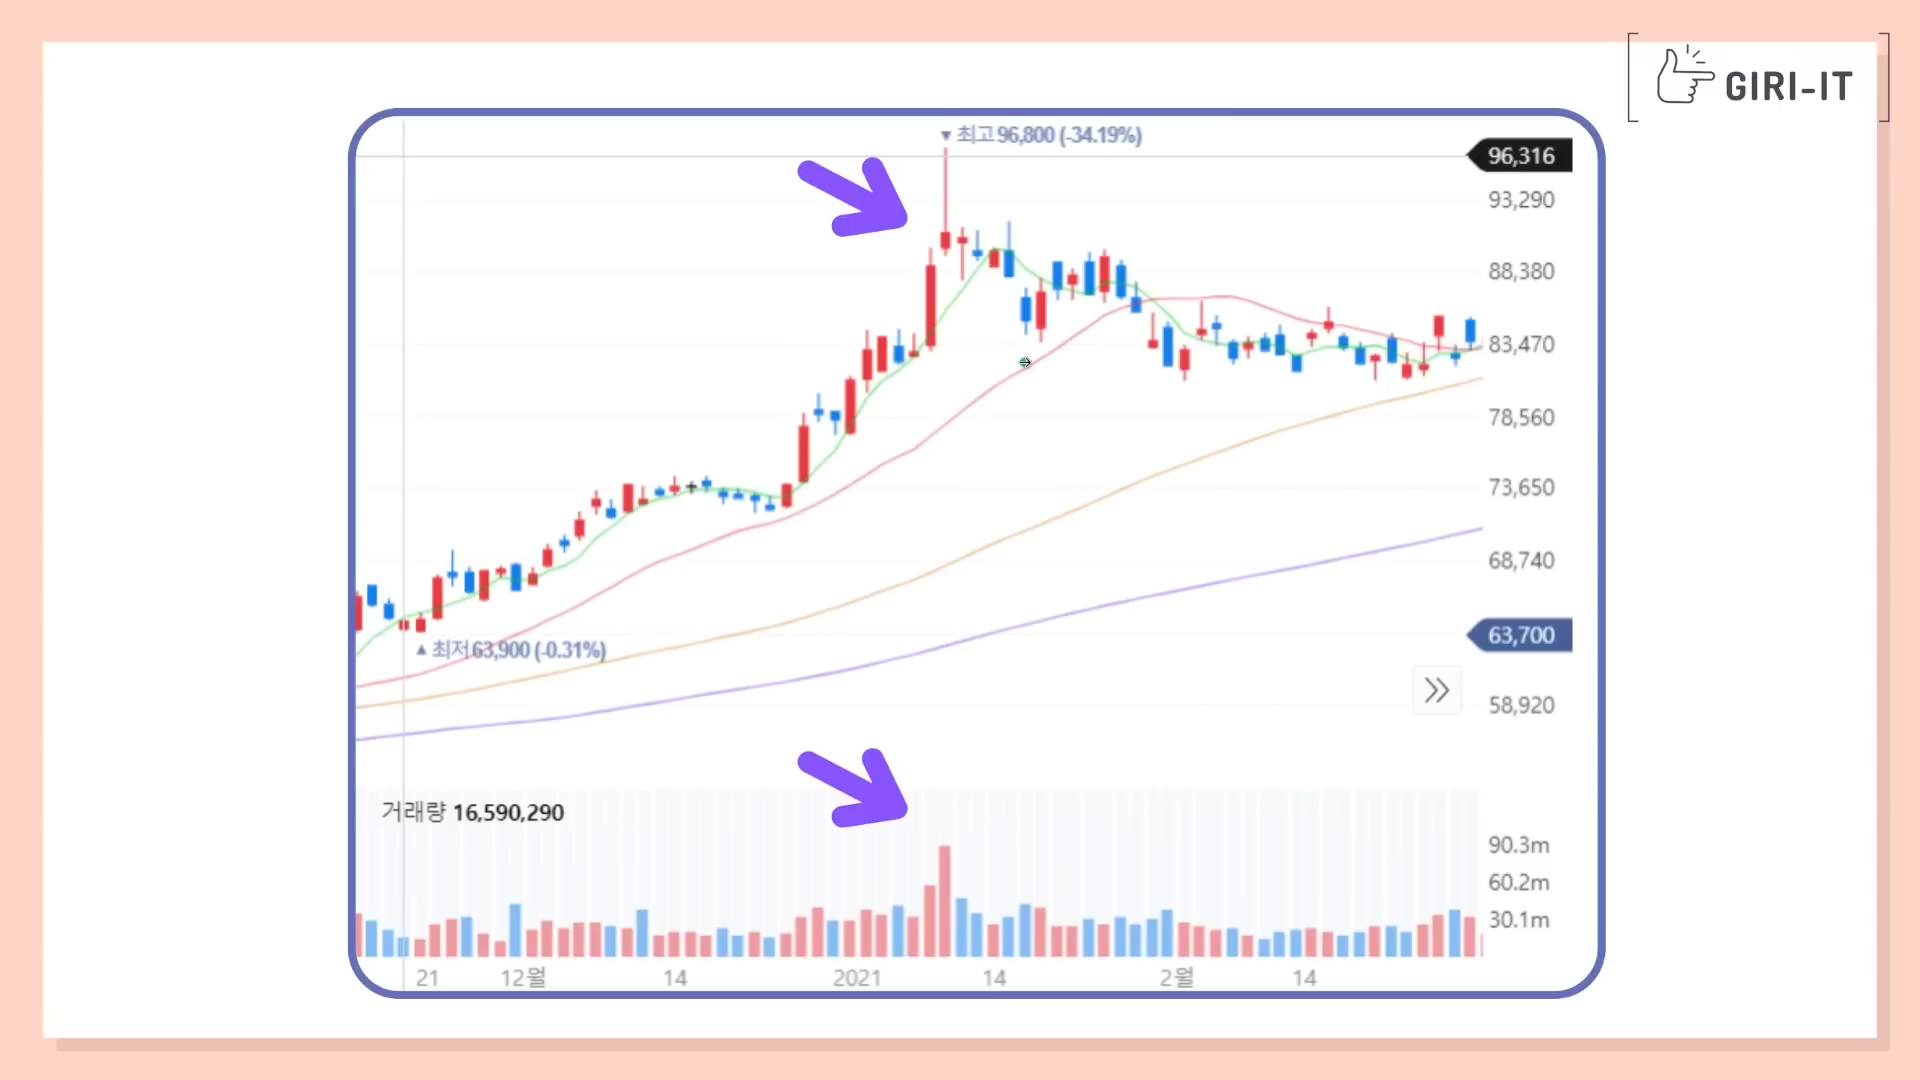 GIRI-IT
▼최고 96,800 (-34.19%)
96,316
93,290
88,380
83,470
78,560
73,650
68,740
63,700
▲최저 63,900 (-0.31%)
58,920
거래량 16,590,290
90.3m
60.2m
30.1m
21 12월 14 2021 14 2월 14